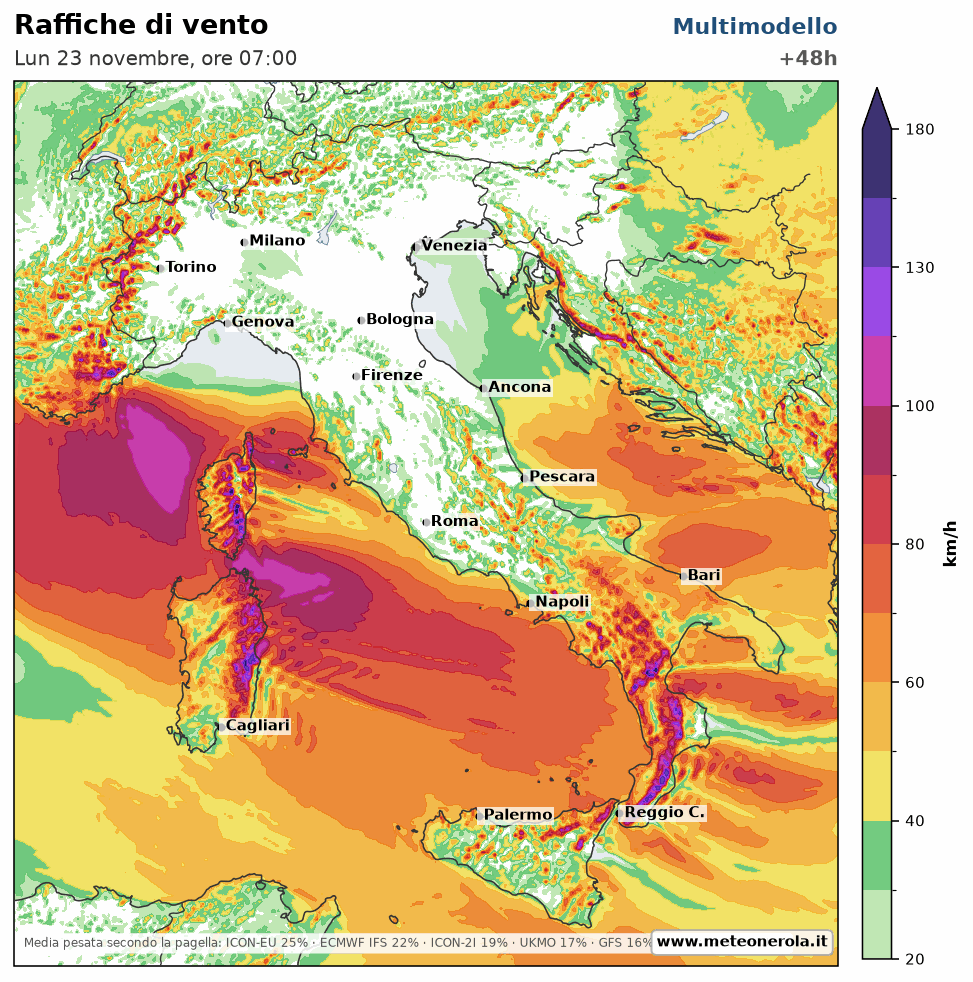 Raffiche di vento
Multimodello
Lun 23 novembre, ore 07:00
+48h
180
130
100
80
60
40
20
km/h
Milano
Torino
Venezia
Genova
Bologna
Firenze
Ancona
Pescara
Roma
Bari
Napoli
Cagliari
Palermo
Reggio C.
Media pesata secondo la pagella: ICON-EU 25% · ECMWF IFS 22% · ICON-2I 19% · UKMO 17% · GFS 16%
www.meteonerola.it